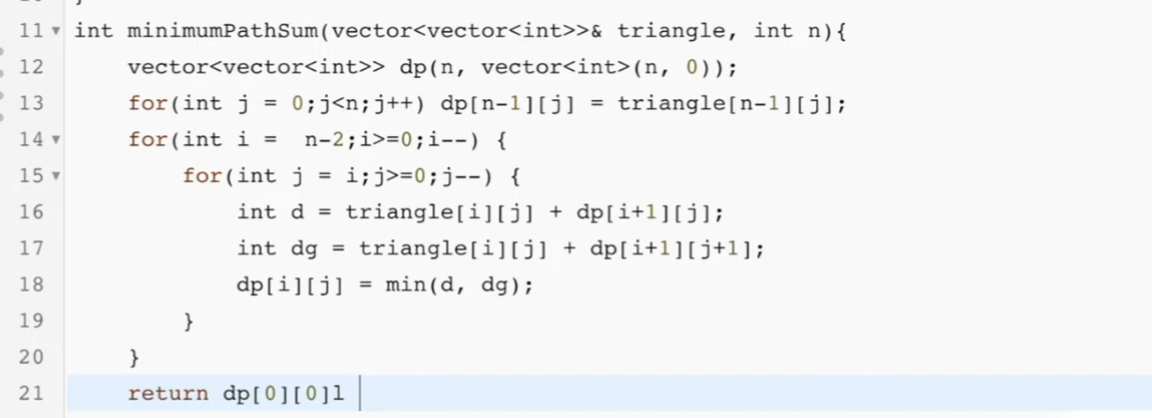 11 int minimumPathSum(vector<vector<int>>& triangle, int n){
12 vector<vector<int>> dp(n, vector<int>(n, 0));
13 for(int j = 0;j<n;j++) dp[n-1][j] = triangle[n-1][j];
14 for(int i =  n-2;i>=0;i--) {
15 for(int j = i;j>=0;j--) {
16 int d = triangle[i][j] + dp[i+1][j];
17 int dg = triangle[i][j] + dp[i+1][j+1];
18 dp[i][j] = min(d, dg);
19 }
20 }
21 return dp[0][0]l